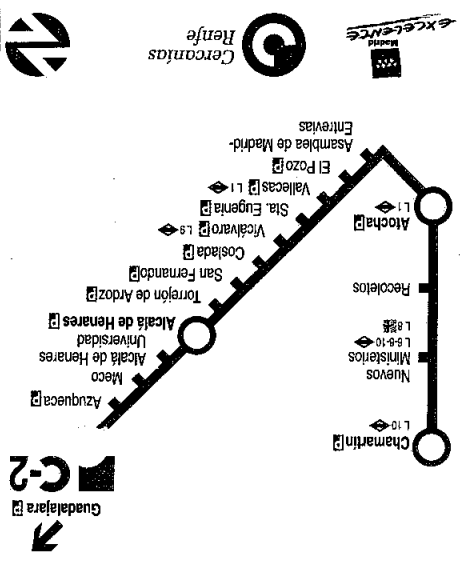 Guadalajara P
C-2
Chamartín P
L 10
Nuevos
Ministerios
L 6-8-10
L 8
Recoletos
Atocha P
L 1
Azuqueca P
Meco
Alcalá de Henares
Universidad
Alcalá de Henares P
Torrejón de Ardoz P
San Fernando P
Coslada P
Vicálvaro P L 9
Sta. Eugenia P
Vallecas P L 1
El Pozo P
Asamblea de Madrid-
Entrevías
Madrid
EXCELENTE
Cercanías
Renfe